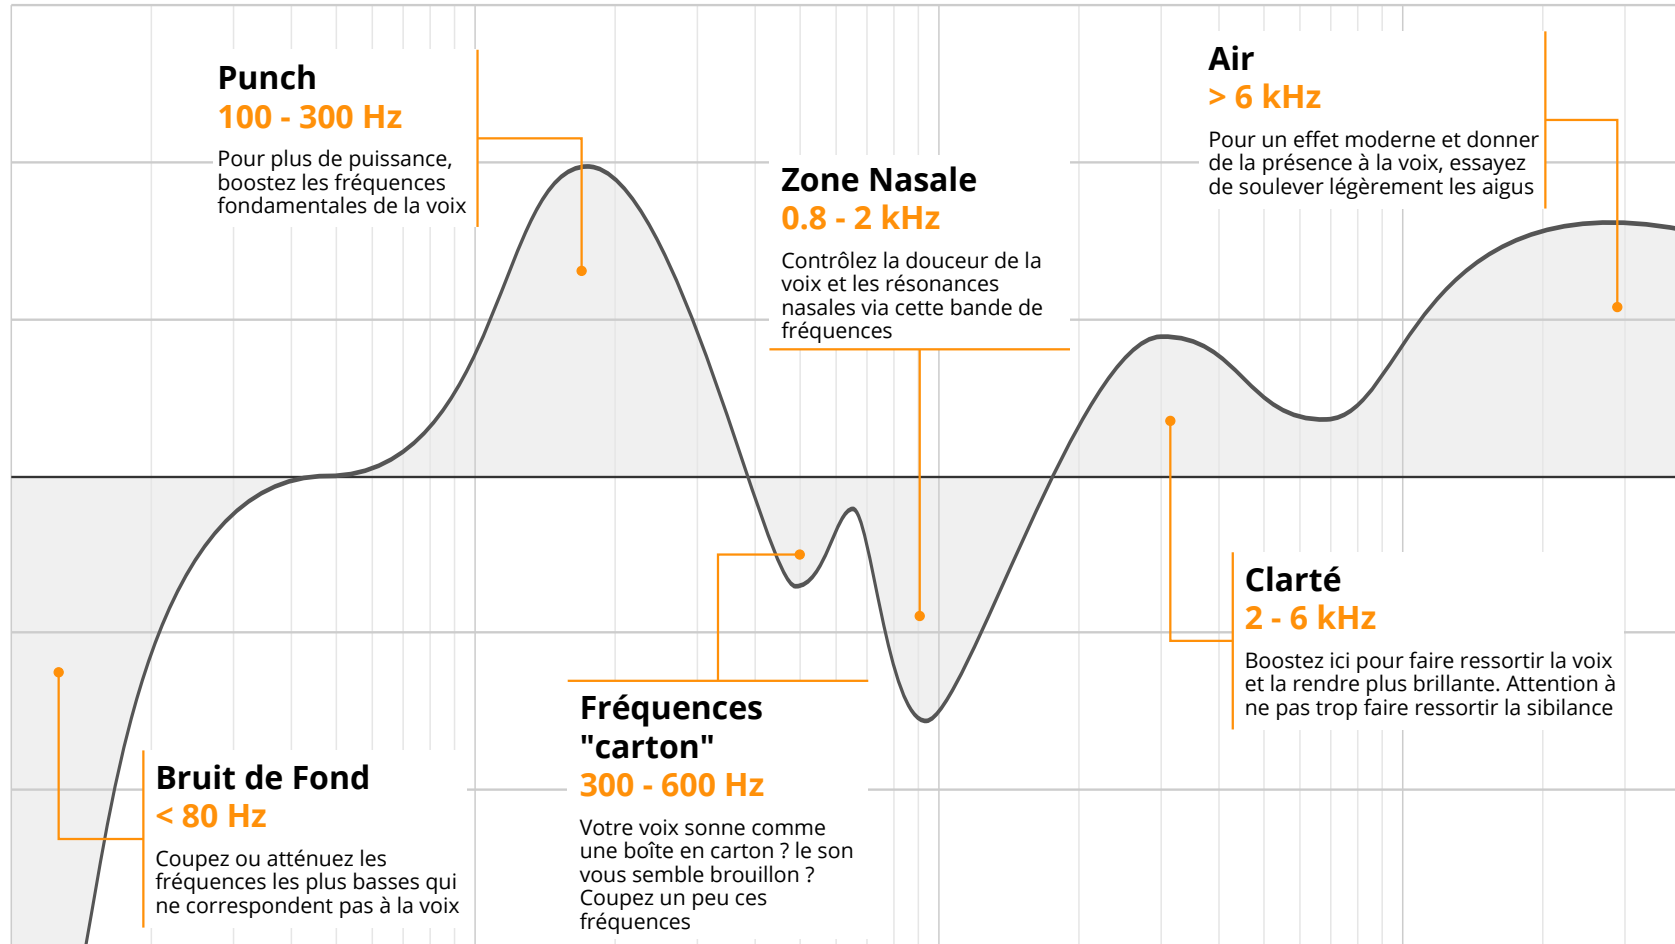 Punch
100 - 300 Hz
Pour plus de puissance,
boostez les fréquences
fondamentales de la voix
Air
> 6 kHz
Pour un effet moderne et donner
de la présence à la voix, essayez
de soulever légèrement les aigus
Zone Nasale
0.8 - 2 kHz
Contrôlez la douceur de la
voix et les résonances
nasales via cette bande de
fréquences
Clarté
2 - 6 kHz
Boostez ici pour faire ressortir la voix
et la rendre plus brillante. Attention à
ne pas trop faire ressortir la sibilance
Fréquences
"carton"
300 - 600 Hz
Votre voix sonne comme
une boîte en carton ? le son
vous semble brouillon ?
Coupez un peu ces
fréquences
Bruit de Fond
< 80 Hz
Coupez ou atténuez les
fréquences les plus basses qui
ne correspondent pas à la voix